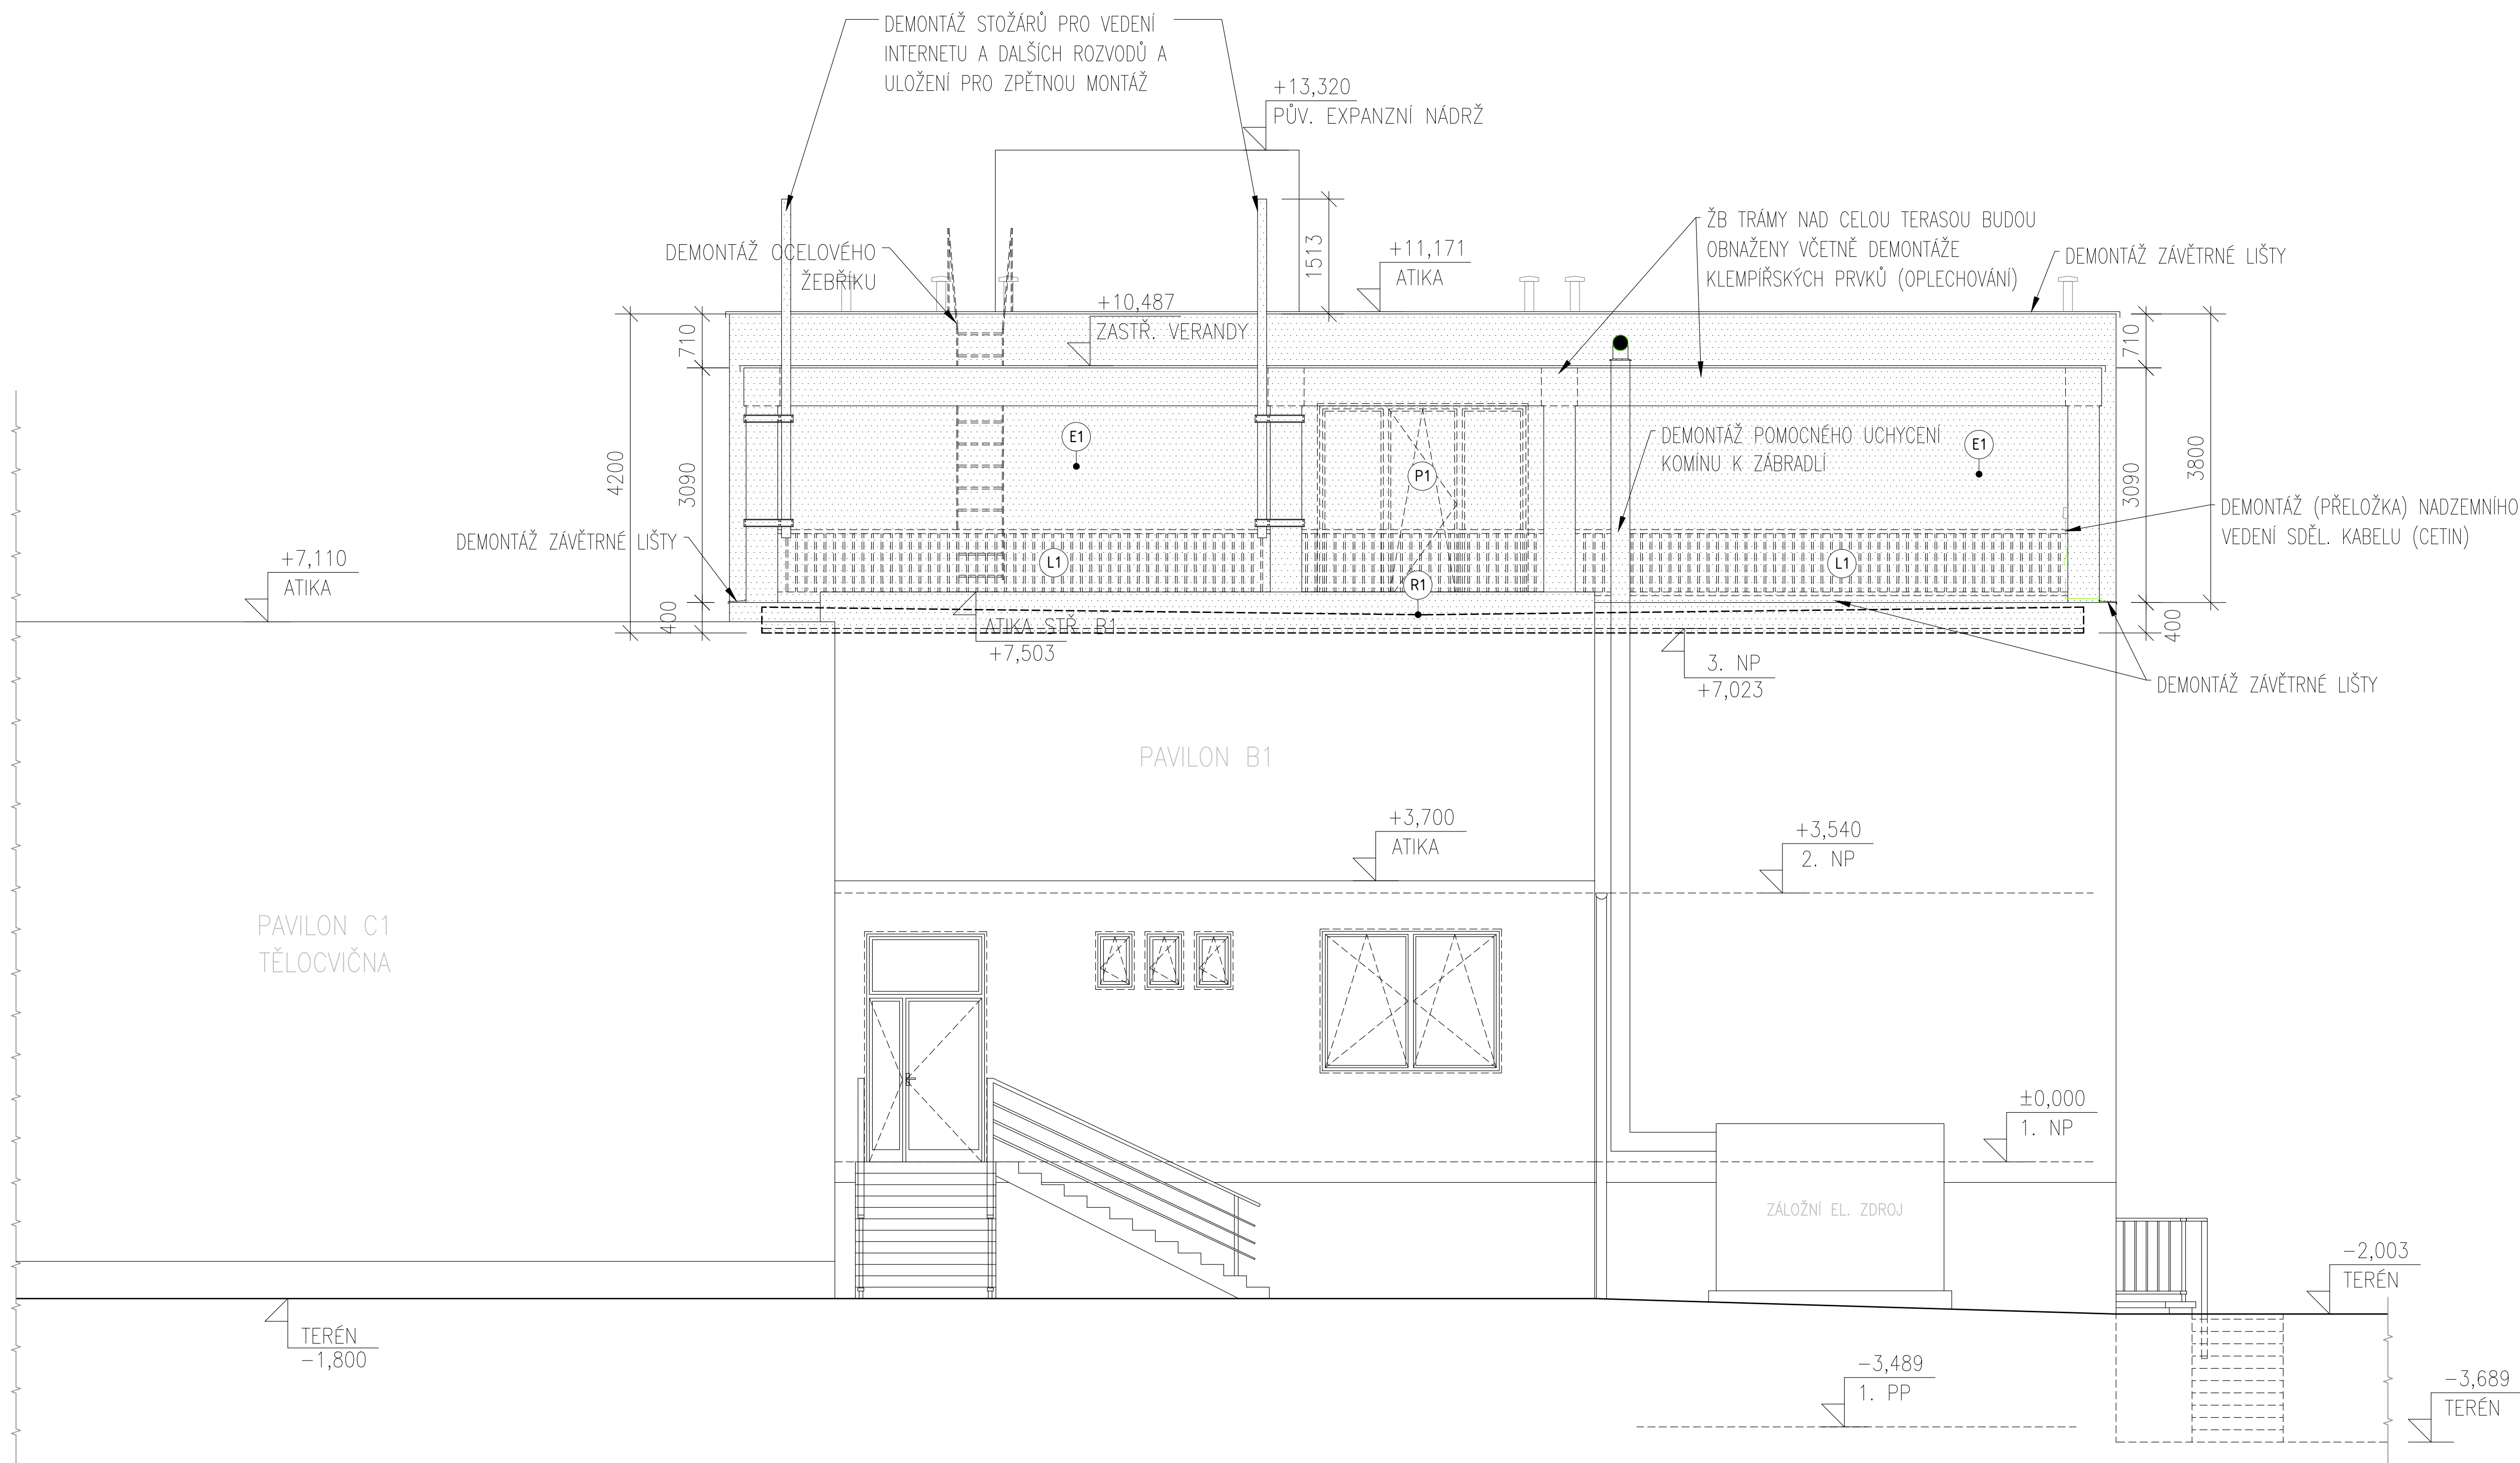 DEMONTÁŽ STOŽÁRŮ PRO VEDENÍ
INTERNETU A DALŠÍCH ROZVODŮ A
ULOŽENÍ PRO ZPĚTNOU MONTÁŽ
+13,320
PŮV. EXPANZNÍ NÁDRŽ
DEMONTÁŽ OCELOVÉHO
ŽEBŘÍKU
1513
+11,171
ATIKA
ŽB TRÁMY NAD CELOU TERASOU BUDOU
OBNAŽENY VČETNĚ DEMONTÁŽE
KLEMPÍŘSKÝCH PRVKŮ (OPLECHOVÁNÍ)
DEMONTÁŽ ZÁVĚTRNÉ LIŠTY
+10,487
ZASTŘ. VERANDY
710
710
4200
3090
3090
3800
E1
P1
DEMONTÁŽ POMOCNÉHO UCHYCENÍ
KOMÍNU K ZÁBRADLÍ
E1
DEMONTÁŽ (PŘELOŽKA) NADZEMNÍHO
VEDENÍ SDĚL. KABELU (CETIN)
DEMONTÁŽ ZÁVĚTRNÉ LIŠTY
+7,110
ATIKA
L1
R1
L1
400
400
ATIKA STŘ. B1
+7,503
3. NP
+7,023
DEMONTÁŽ ZÁVĚTRNÉ LIŠTY
PAVILON B1
+3,700
ATIKA
+3,540
2. NP
PAVILON C1
TĚLOCVIČNA
±0,000
1. NP
ZÁLOŽNÍ EL. ZDROJ
-2,003
TERÉN
TERÉN
-1,800
-3,489
1. PP
-3,689
TERÉN